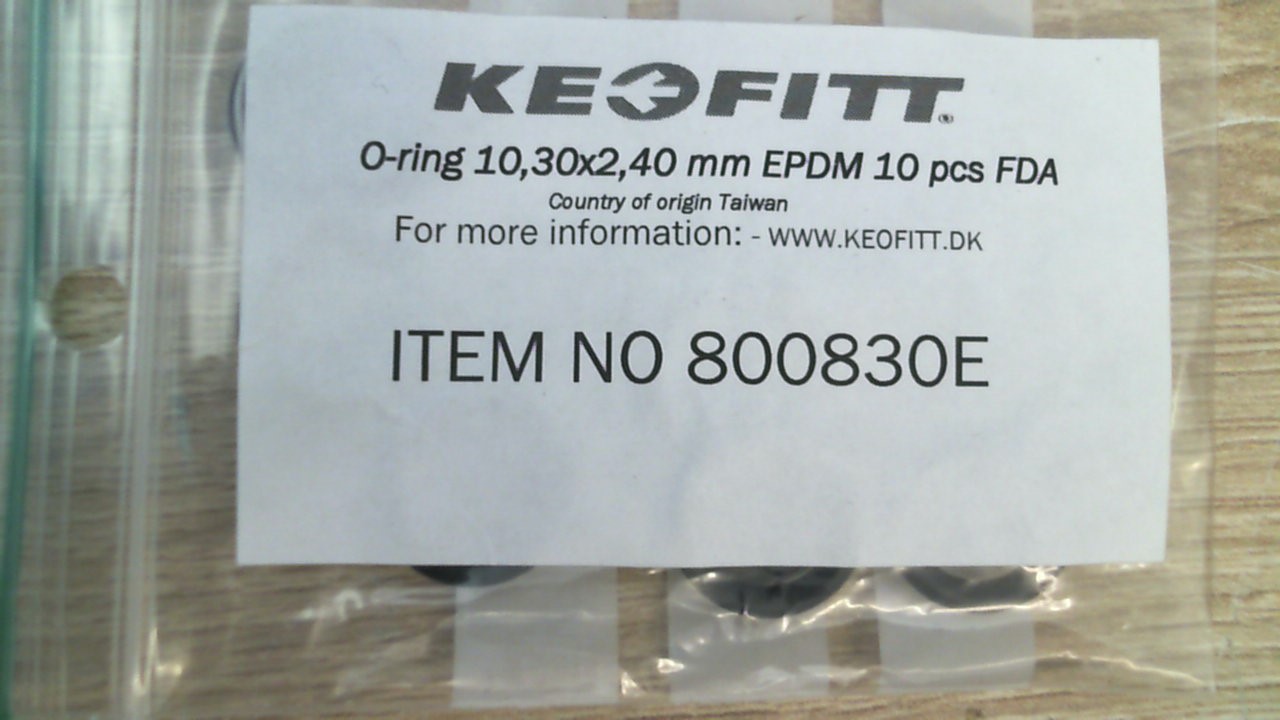 KEOFITT®
O-ring 10,30x2,40 mm EPDM 10 pcs FDA
Country of origin Taiwan
For more information: - WWW.KEOFITT.DK
ITEM NO 800830E